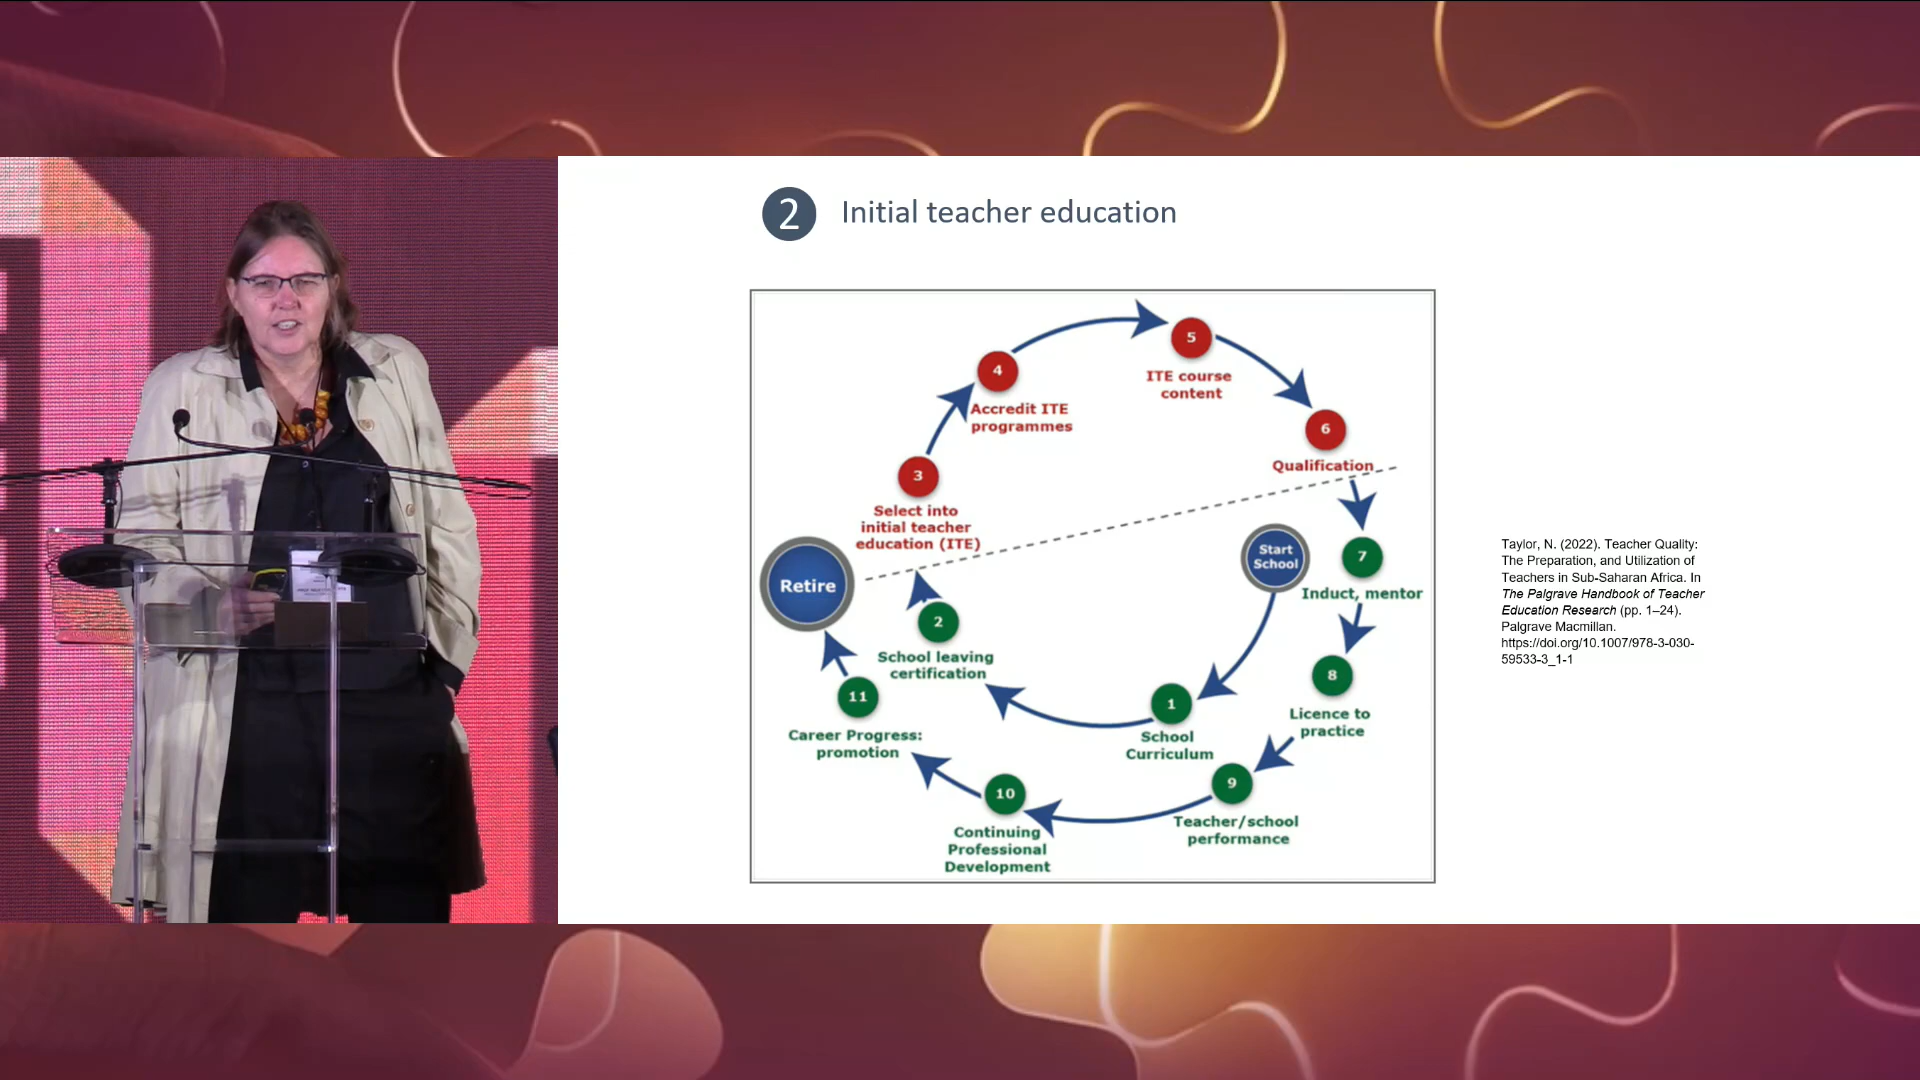 2 Initial teacher education
5
ITE course
content
4
Accredit ITE
programmes
6
Qualification
3
Select into
initial teacher
education (ITE)
Start
School
7
Induct, mentor
Retire
2
School leaving
certification
8
Licence to
practice
11
Career Progress:
promotion
1
School
Curriculum
9
Teacher/school
performance
10
Continuing
Professional
Development
Taylor, N. (2022). Teacher Quality:
The Preparation, and Utilization of
Teachers in Sub-Saharan Africa. In
The Palgrave Handbook of Teacher
Education Research (pp. 1–24).
Palgrave Macmillan.
https://doi.org/10.1007/978-3-030-
59533-3_1-1